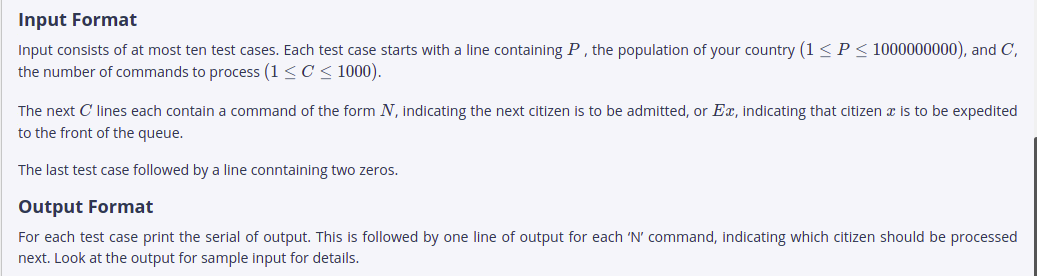 Input Format
Input consists of at most ten test cases. Each test case starts with a line containing P , the population of your country (1 ≤ P ≤ 1000000000), and C,
the number of commands to process (1 ≤ C ≤ 1000).
The next C lines each contain a command of the form N, indicating the next citizen is to be admitted, or Ex, indicating that citizen x is to be expedited
to the front of the queue.
The last test case followed by a line conntaining two zeros.
Output Format
For each test case print the serial of output. This is followed by one line of output for each ‘N’ command, indicating which citizen should be processed
next. Look at the output for sample input for details.